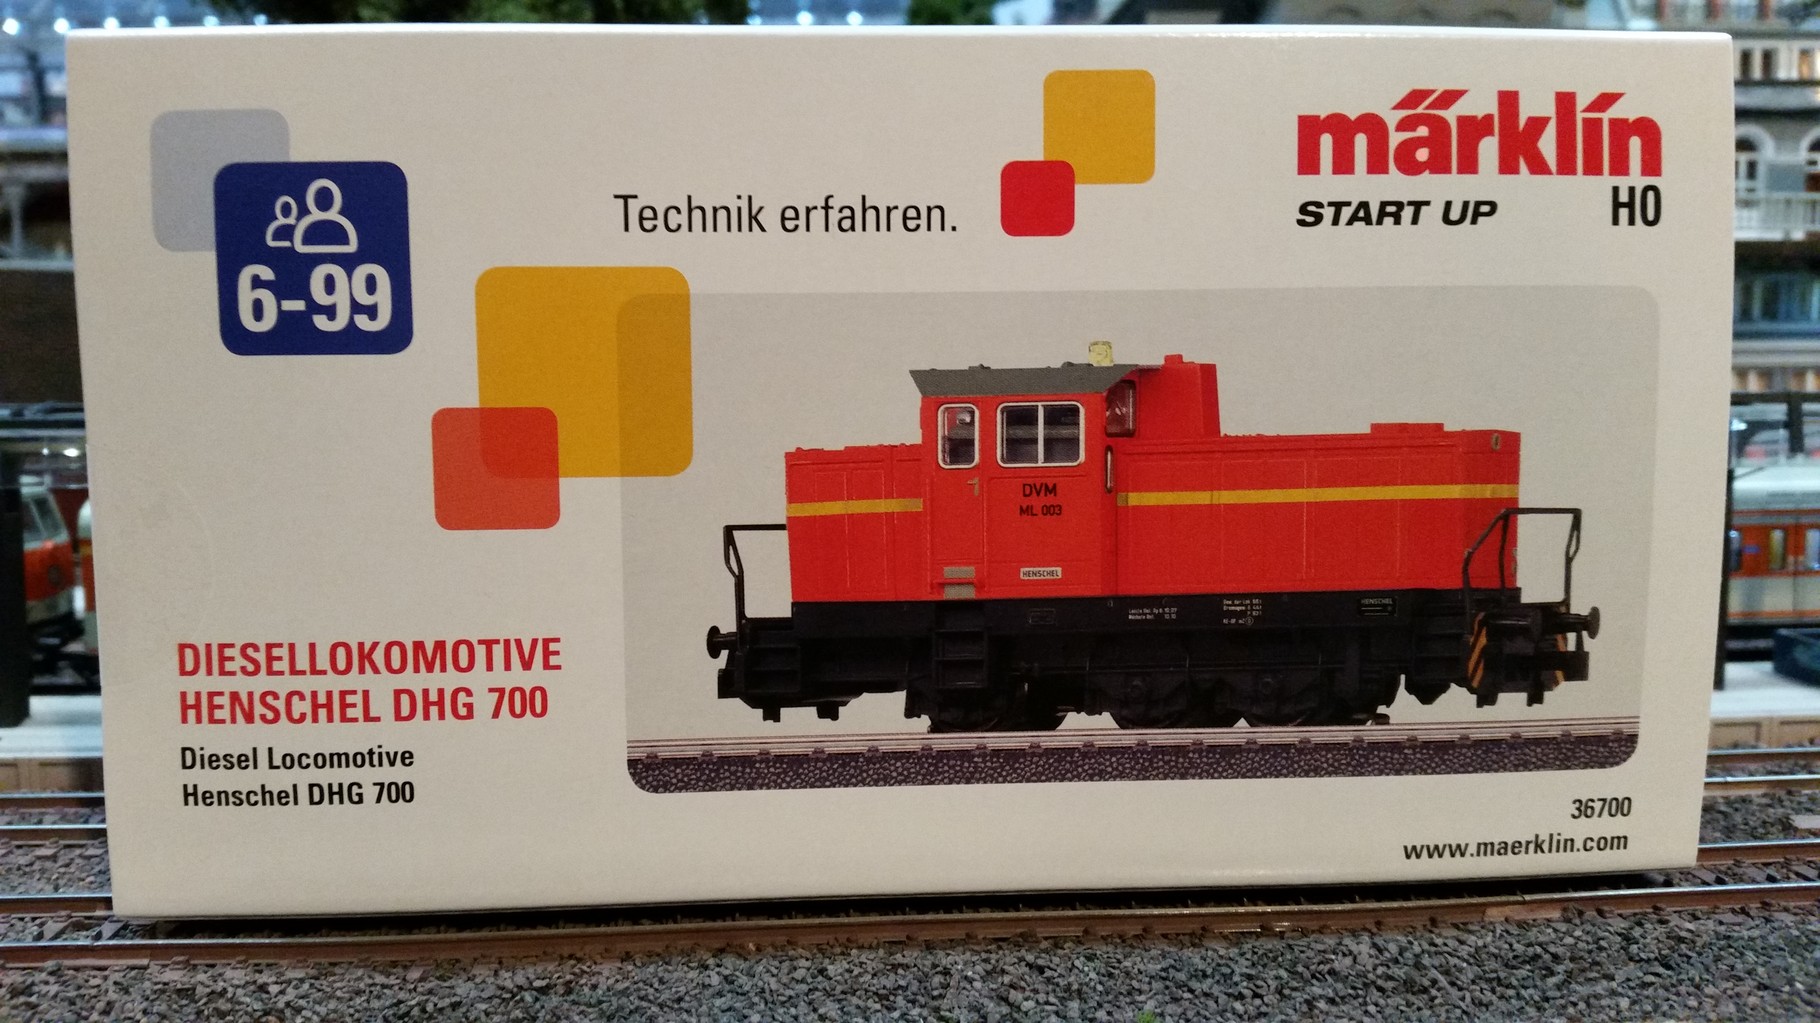 märklin
START UP H0
Technik erfahren.
6-99
DVM
ML 003
HENSCHEL
HENSCHEL
DIESELLOKOMOTIVE
HENSCHEL DHG 700
Diesel Locomotive
Henschel DHG 700
36700
www.maerklin.com